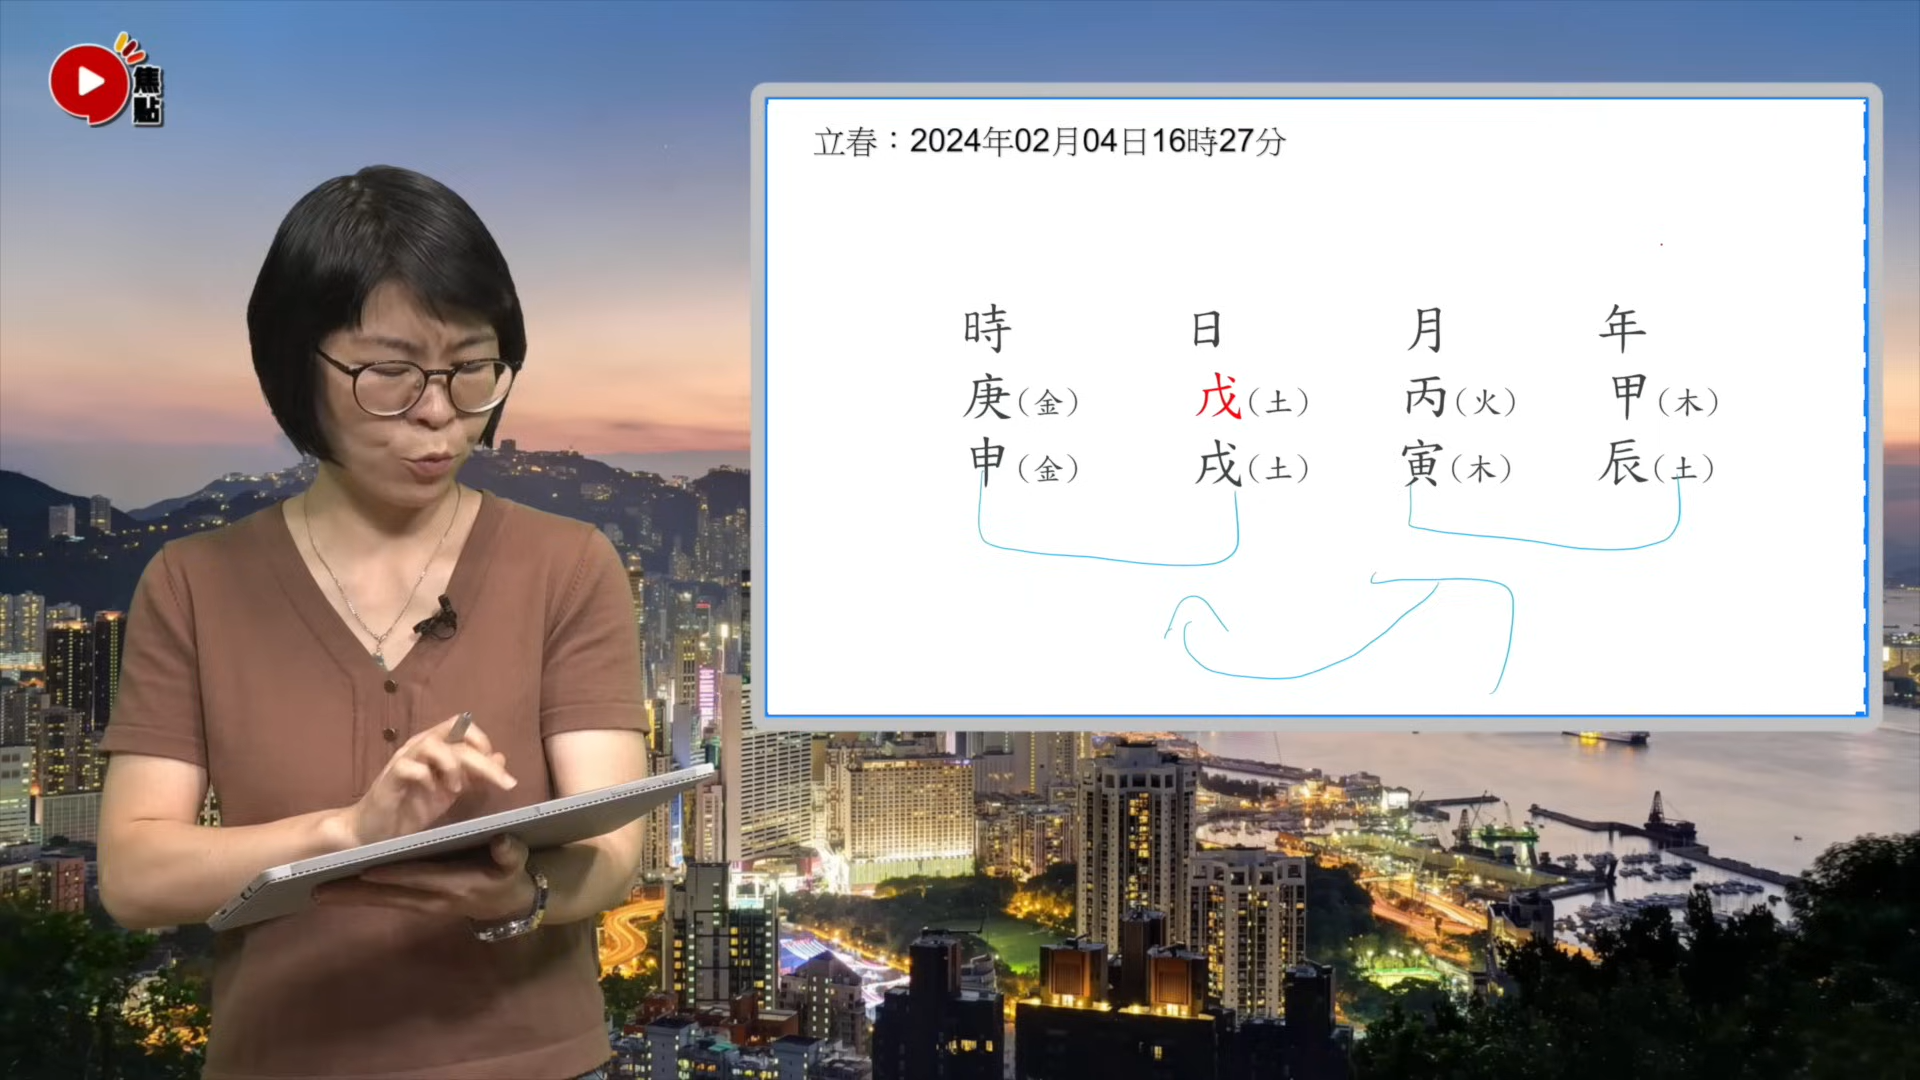 焦點
立春：2024年02月04日16時27分
時 日 月 年
庚（金） 戊（土） 丙（火） 甲（木）
申（金） 戌（土） 寅（木） 辰（土）